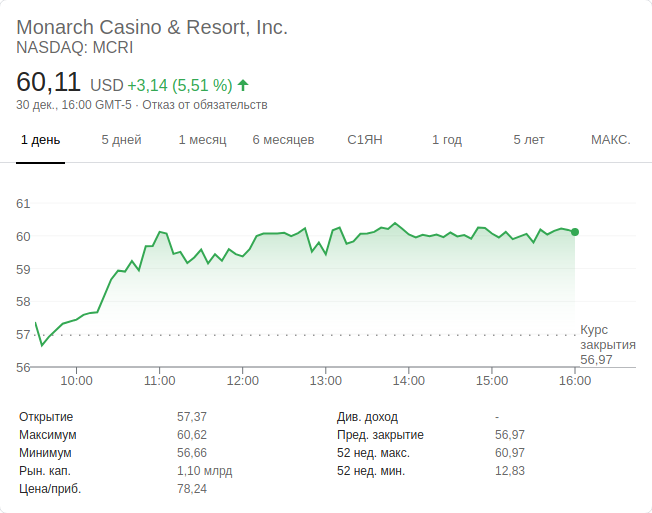 Monarch Casino & Resort, Inc.
NASDAQ: MCRI
60,11 USD +3,14 (5,51 %)
30 дек., 16:00 GMT-5 · Отказ от обязательств
1 день 5 дней 1 месяц 6 месяцев С1ЯН 1 год 5 лет МАКС.
61
60
59
58
57
56
Курс
закрытия
56,97
10:00 11:00 12:00 13:00 14:00 15:00 16:00
Открытие 57,37 Див. доход -
Максимум 60,62 Пред. закрытие 56,97
Минимум 56,66 52 нед. макс. 60,97
Рын. кап. 1,10 млрд 52 нед. мин. 12,83
Цена/приб. 78,24